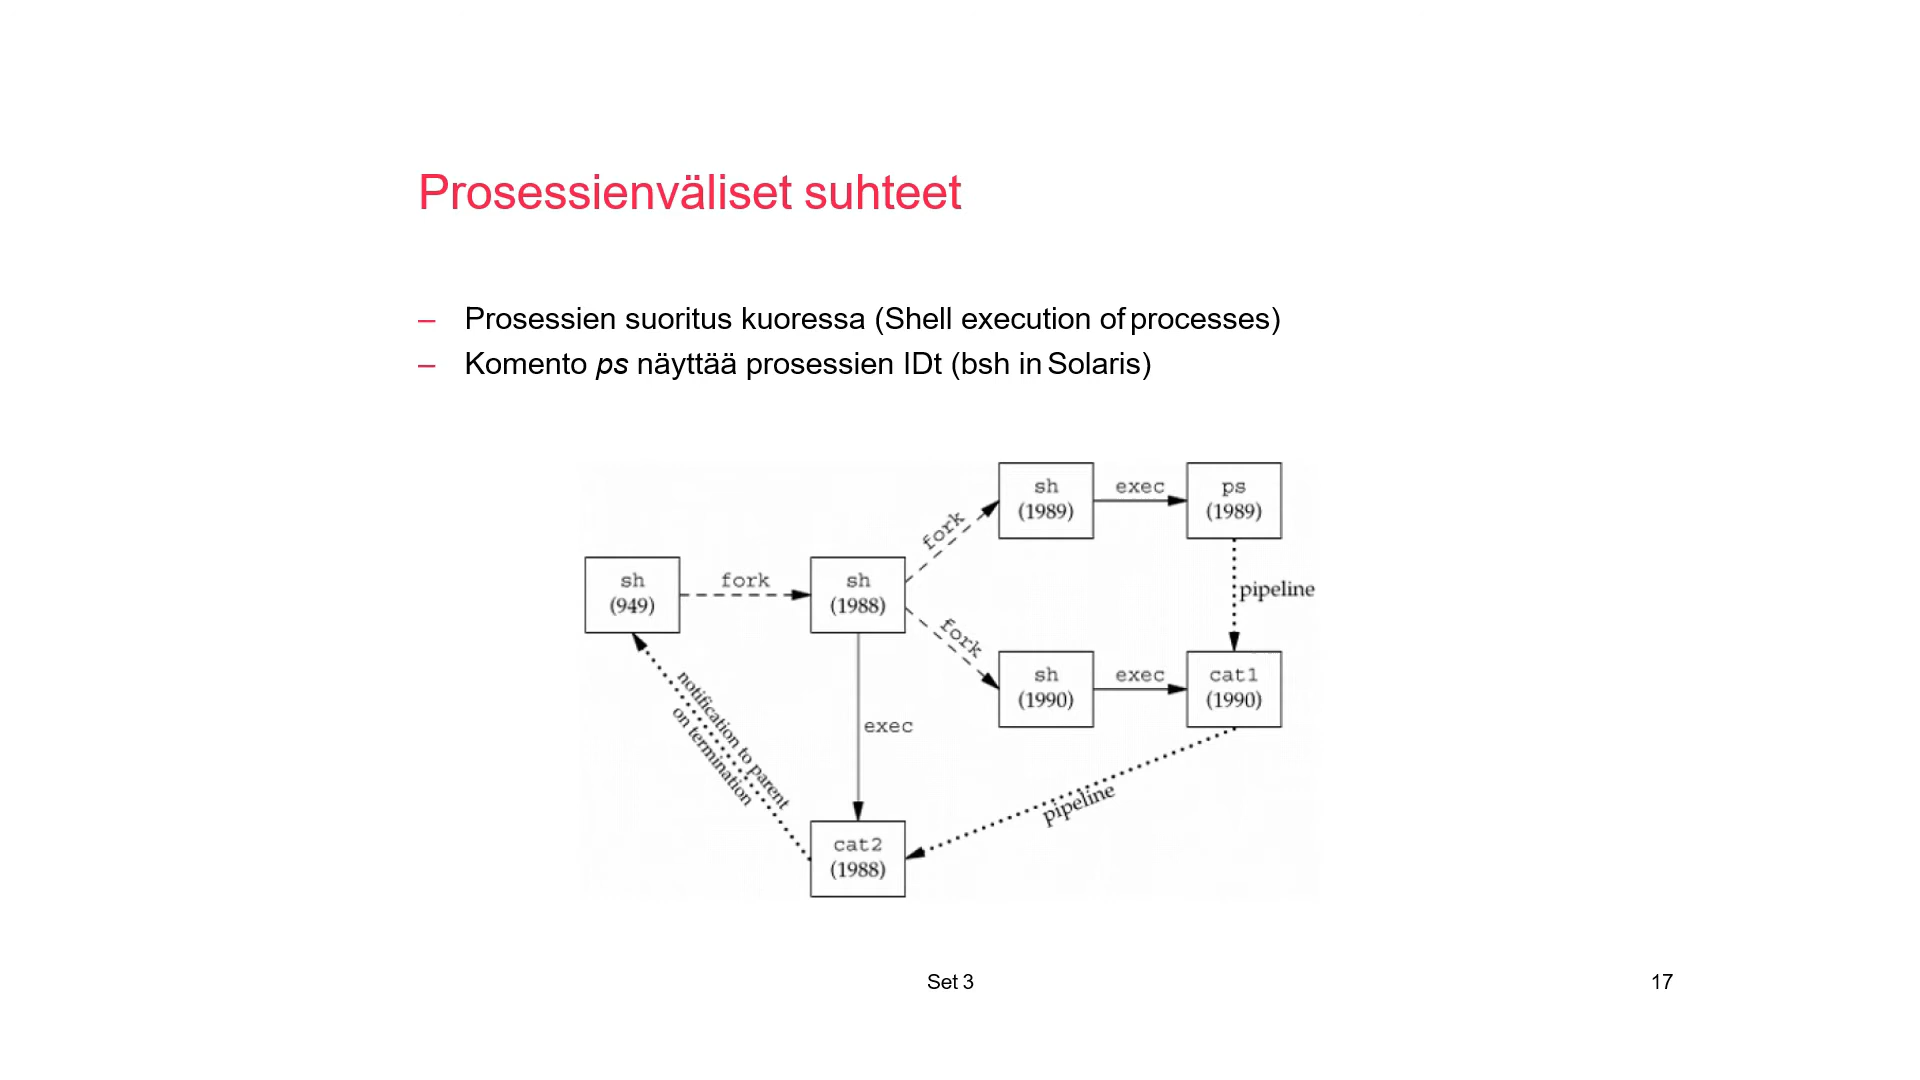 Prosessienväliset suhteet
– Prosessien suoritus kuoressa (Shell execution of processes)
– Komento ps näyttää prosessien IDt (bsh in Solaris)
sh
(1989)
exec
ps
(1989)
fork
sh
(949)
fork
sh
(1988)
pipeline
fork
sh
(1990)
exec
cat1
(1990)
notification to parent
on termination
exec
pipeline
cat2
(1988)
Set 3
17